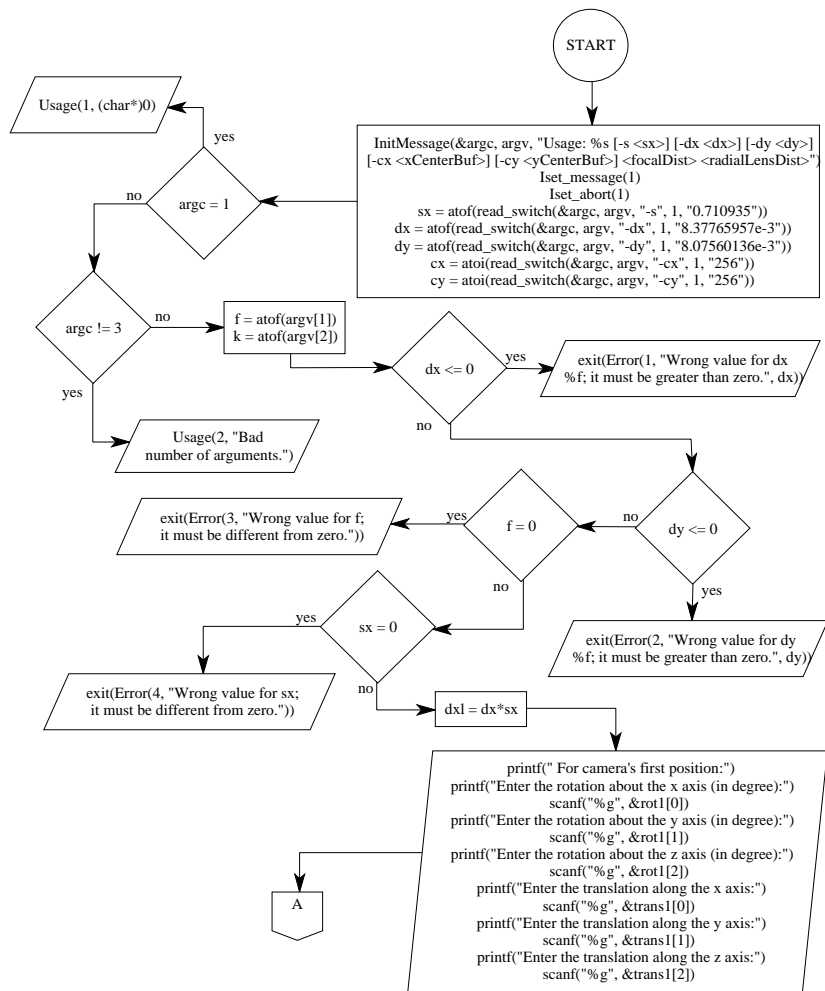 START
Usage(1, (char*)0)
yes
InitMessage(&argc, argv, "Usage: %s [-s <sx>] [-dx <dx>] [-dy <dy>]
[-cx <xCenterBuf>] [-cy <yCenterBuf>] <focalDist> <radialLensDist>")
Iset_message(1)
Iset_abort(1)
sx = atof(read_switch(&argc, argv, "-s", 1, "0.710935"))
dx = atof(read_switch(&argc, argv, "-dx", 1, "8.37765957e-3"))
dy = atof(read_switch(&argc, argv, "-dy", 1, "8.07560136e-3"))
cx = atoi(read_switch(&argc, argv, "-cx", 1, "256"))
cy = atoi(read_switch(&argc, argv, "-cy", 1, "256"))
argc = 1
no
argc != 3
no
yes
f = atof(argv[1])
k = atof(argv[2])
dx <= 0
yes
no
exit(Error(1, "Wrong value for dx
%f; it must be greater than zero.", dx))
Usage(2, "Bad
number of arguments.")
exit(Error(3, "Wrong value for f;
it must be different from zero."))
yes
f = 0
no
no
dy <= 0
yes
exit(Error(2, "Wrong value for dy
%f; it must be greater than zero.", dy))
yes
sx = 0
no
exit(Error(4, "Wrong value for sx;
it must be different from zero."))
dxl = dx*sx
printf(" For camera's first position:")
printf("Enter the rotation about the x axis (in degree):")
scanf("%g", &rot1[0])
printf("Enter the rotation about the y axis (in degree):")
scanf("%g", &rot1[1])
printf("Enter the rotation about the z axis (in degree):")
scanf("%g", &rot1[2])
printf("Enter the translation along the x axis:")
scanf("%g", &trans1[0])
printf("Enter the translation along the y axis:")
scanf("%g", &trans1[1])
printf("Enter the translation along the z axis:")
scanf("%g", &trans1[2])
A